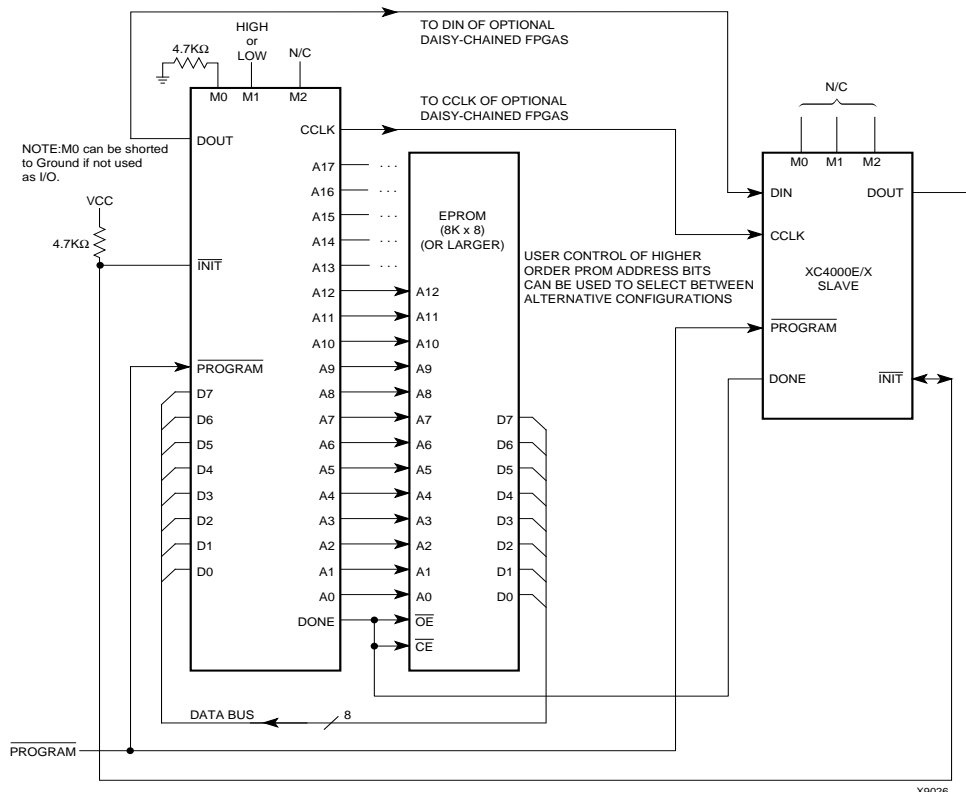 HIGH
or
LOW
4.7KΩ
N/C
M0 M1 M2
TO DIN OF OPTIONAL
DAISY-CHAINED FPGAS
TO CCLK OF OPTIONAL
DAISY-CHAINED FPGAS
N/C
M0 M1 M2
NOTE:M0 can be shorted
to Ground if not used
as I/O.
VCC
4.7KΩ
DOUT
INIT
PROGRAM
D7
D6
D5
D4
D3
D2
D1
D0
CCLK
A17 ...
A16 ...
A15 ...
A14 ...
A13 ...
A12
A11
A10
A9
A8
A7
A6
A5
A4
A3
A2
A1
A0
DONE
EPROM
(8K x 8)
(OR LARGER)
A12
A11
A10
A9
A8
A7
A6
A5
A4
A3
A2
A1
A0
OE
CE
D7
D6
D5
D4
D3
D2
D1
D0
USER CONTROL OF HIGHER
ORDER PROM ADDRESS BITS
CAN BE USED TO SELECT BETWEEN
ALTERNATIVE CONFIGURATIONS
DIN DOUT
CCLK
XC4000E/X
SLAVE
PROGRAM
DONE INIT
DATA BUS 8
PROGRAM
X9026